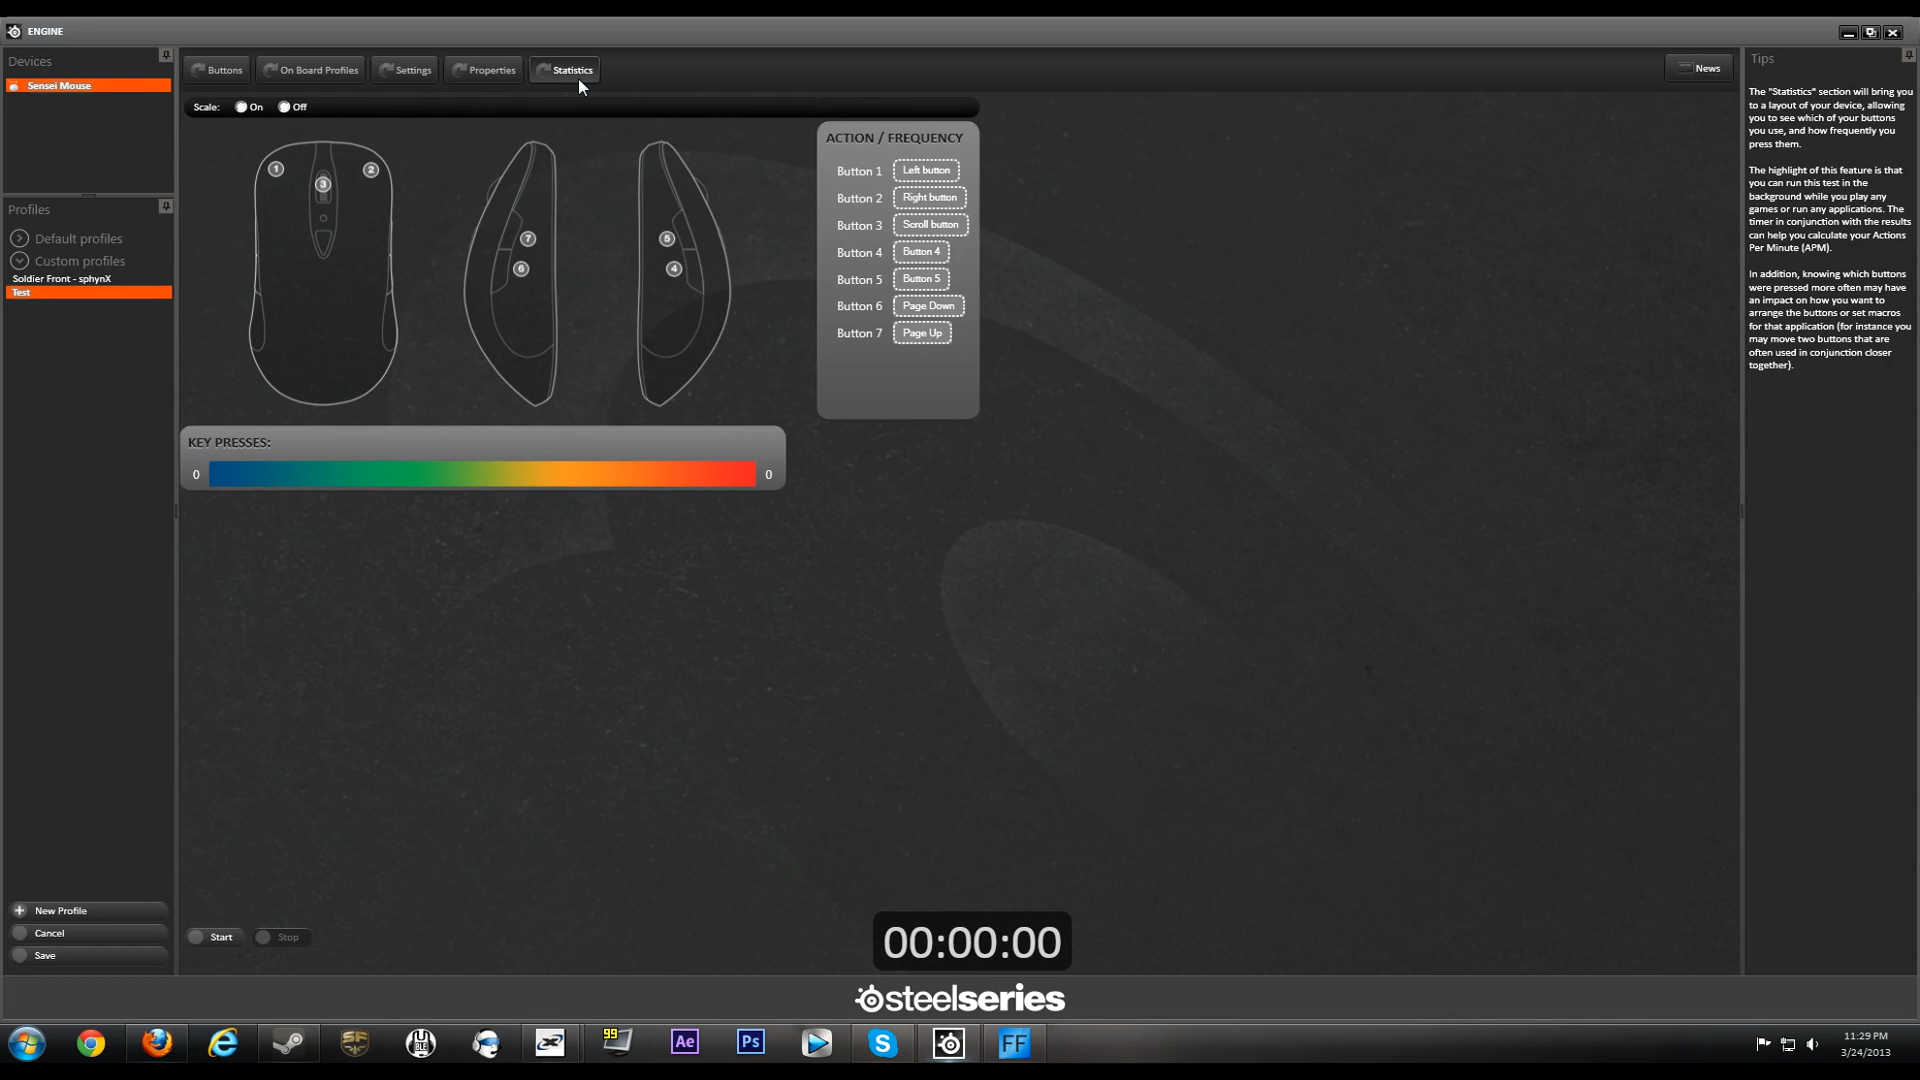 ENGINE
Devices
Sensei Mouse
Profiles
Default profiles
Custom profiles
Soldier Front - sphynX
Test
New Profile
Cancel
Save
Buttons
On Board Profiles
Settings
Properties
Statistics
News
Scale:
On
Off
1
2
3
7
6
5
4
ACTION / FREQUENCY
Button 1 Left button
Button 2 Right button
Button 3 Scroll button
Button 4 Button 4
Button 5 Button 5
Button 6 Page Down
Button 7 Page Up
KEY PRESSES:
0
0
Start
Stop
00:00:00
steelseries
Tips
The "Statistics" section will bring you
to a layout of your device, allowing
you to see which of your buttons
you use, and how frequently you
press them.
The highlight of this feature is that
you can run this test in the
background while you play any
games or run any applications. The
timer in conjunction with the results
can help you calculate your Actions
Per Minute (APM).
In addition, knowing which buttons
were pressed more often may have
an impact on how you want to
arrange the buttons or set macros
for that application (for instance you
may move two buttons that are
often used in conjunction closer
together).
SF
99
Ae
Ps
FF
11:29 PM
3/24/2013